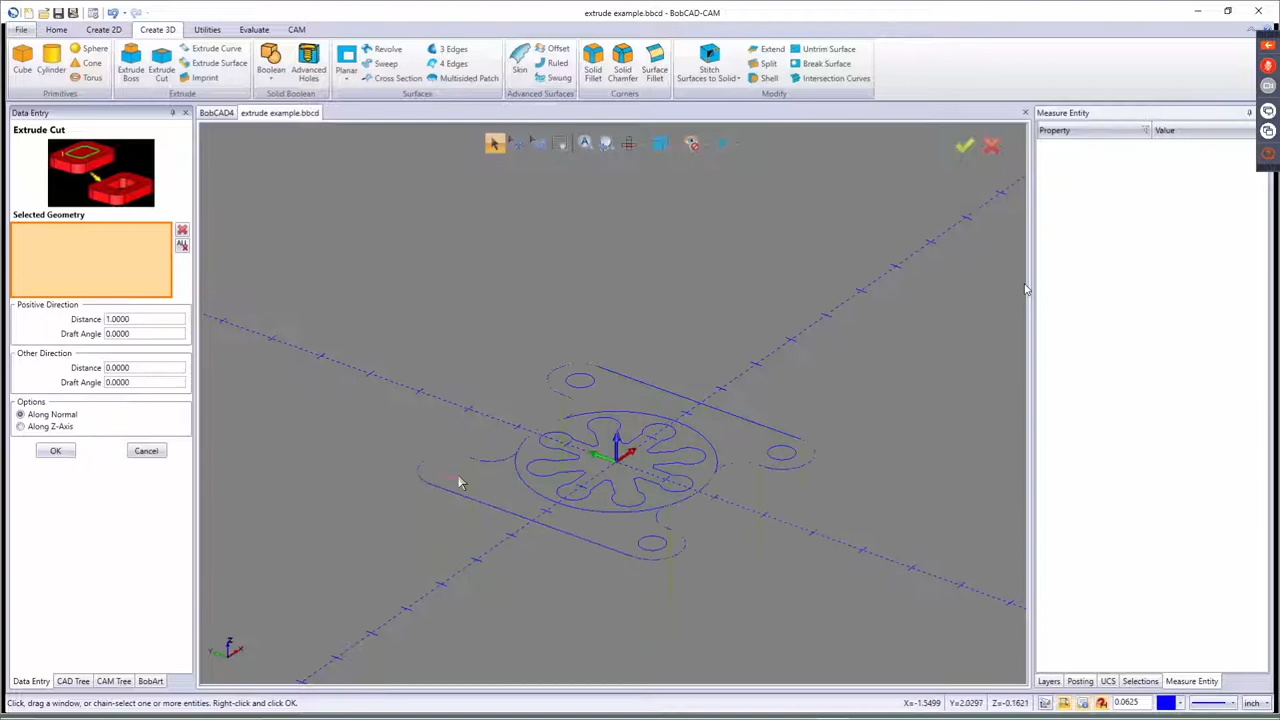 extrude example.bbcd - BobCAD-CAM
File Home Create 2D Create 3D Utilities Evaluate CAM
Cube
Cylinder
Sphere
Cone
Torus
Primitives
Extrude Boss
Extrude Cut
Extrude Curve
Extrude Surface
Imprint
Extrude
Boolean
Advanced Holes
Solid Boolean
Planar
Revolve
Sweep
Cross Section
3 Edges
4 Edges
Multisided Patch
Surfaces
Skin
Offset
Ruled
Swung
Advanced Surfaces
Solid Fillet
Solid Chamfer
Surface Fillet
Corners
Stitch Surfaces to Solid
Extend
Split
Shell
Untrim Surface
Break Surface
Intersection Curves
Modify
Data Entry
BobCAD4 extrude example.bbcd
Measure Entity
Property Value
Extrude Cut
Selected Geometry
ALL
Positive Direction
Distance 1.0000
Draft Angle 0.0000
Other Direction
Distance 0.0000
Draft Angle 0.0000
Options
Along Normal
Along Z-Axis
OK Cancel
Z
Y X
Data Entry CAD Tree CAM Tree BobArt
Layers Posting UCS Selections Measure Entity
Click, drag a window, or chain-select one or more entities. Right-click and click OK.
X=-1.5499 Y=2.0297 Z=-0.1621 0.0625 inch